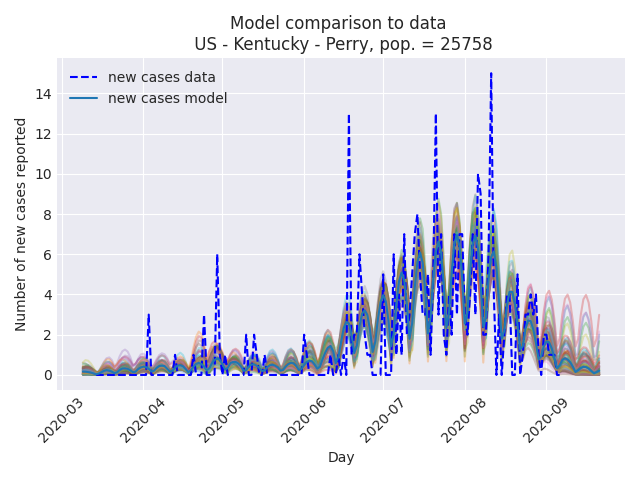 Model comparison to data
US - Kentucky - Perry, pop. = 25758
new cases data
new cases model
Number of new cases reported
14
12
10
8
6
4
2
0
2020-03
2020-04
2020-05
2020-06
2020-07
2020-08
2020-09
Day